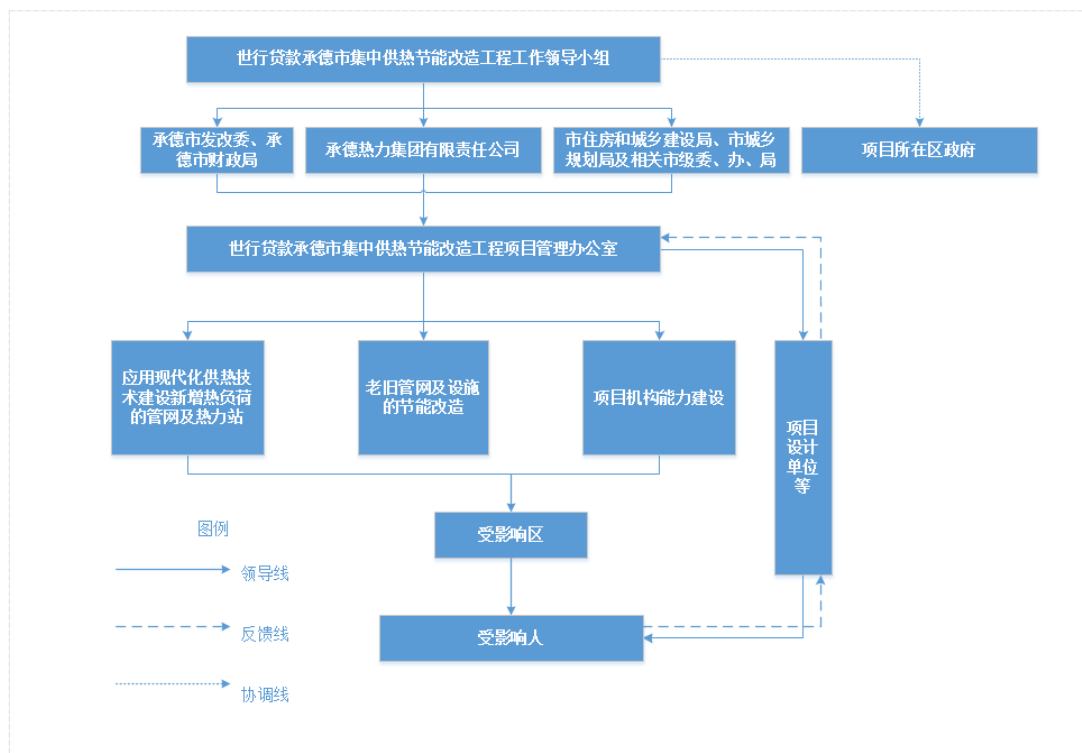 世行贷款承德市集中供热节能改造工程工作领导小组
承德市发改委、承
德市财政局
承德热力集团有限责任公司
市住房和城乡建设局、市城乡
规划局及相关市级委、办、局
项目所在区政府
世行贷款承德市集中供热节能改造工程项目管理办公室
应用现代化供热技
术建设新增热负荷
的管网及热力站
老旧管网及设施
的节能改造
项目机构能力建设
项目
设计
单位
等
受影响区
受影响人
图例
领导线
反馈线
协调线